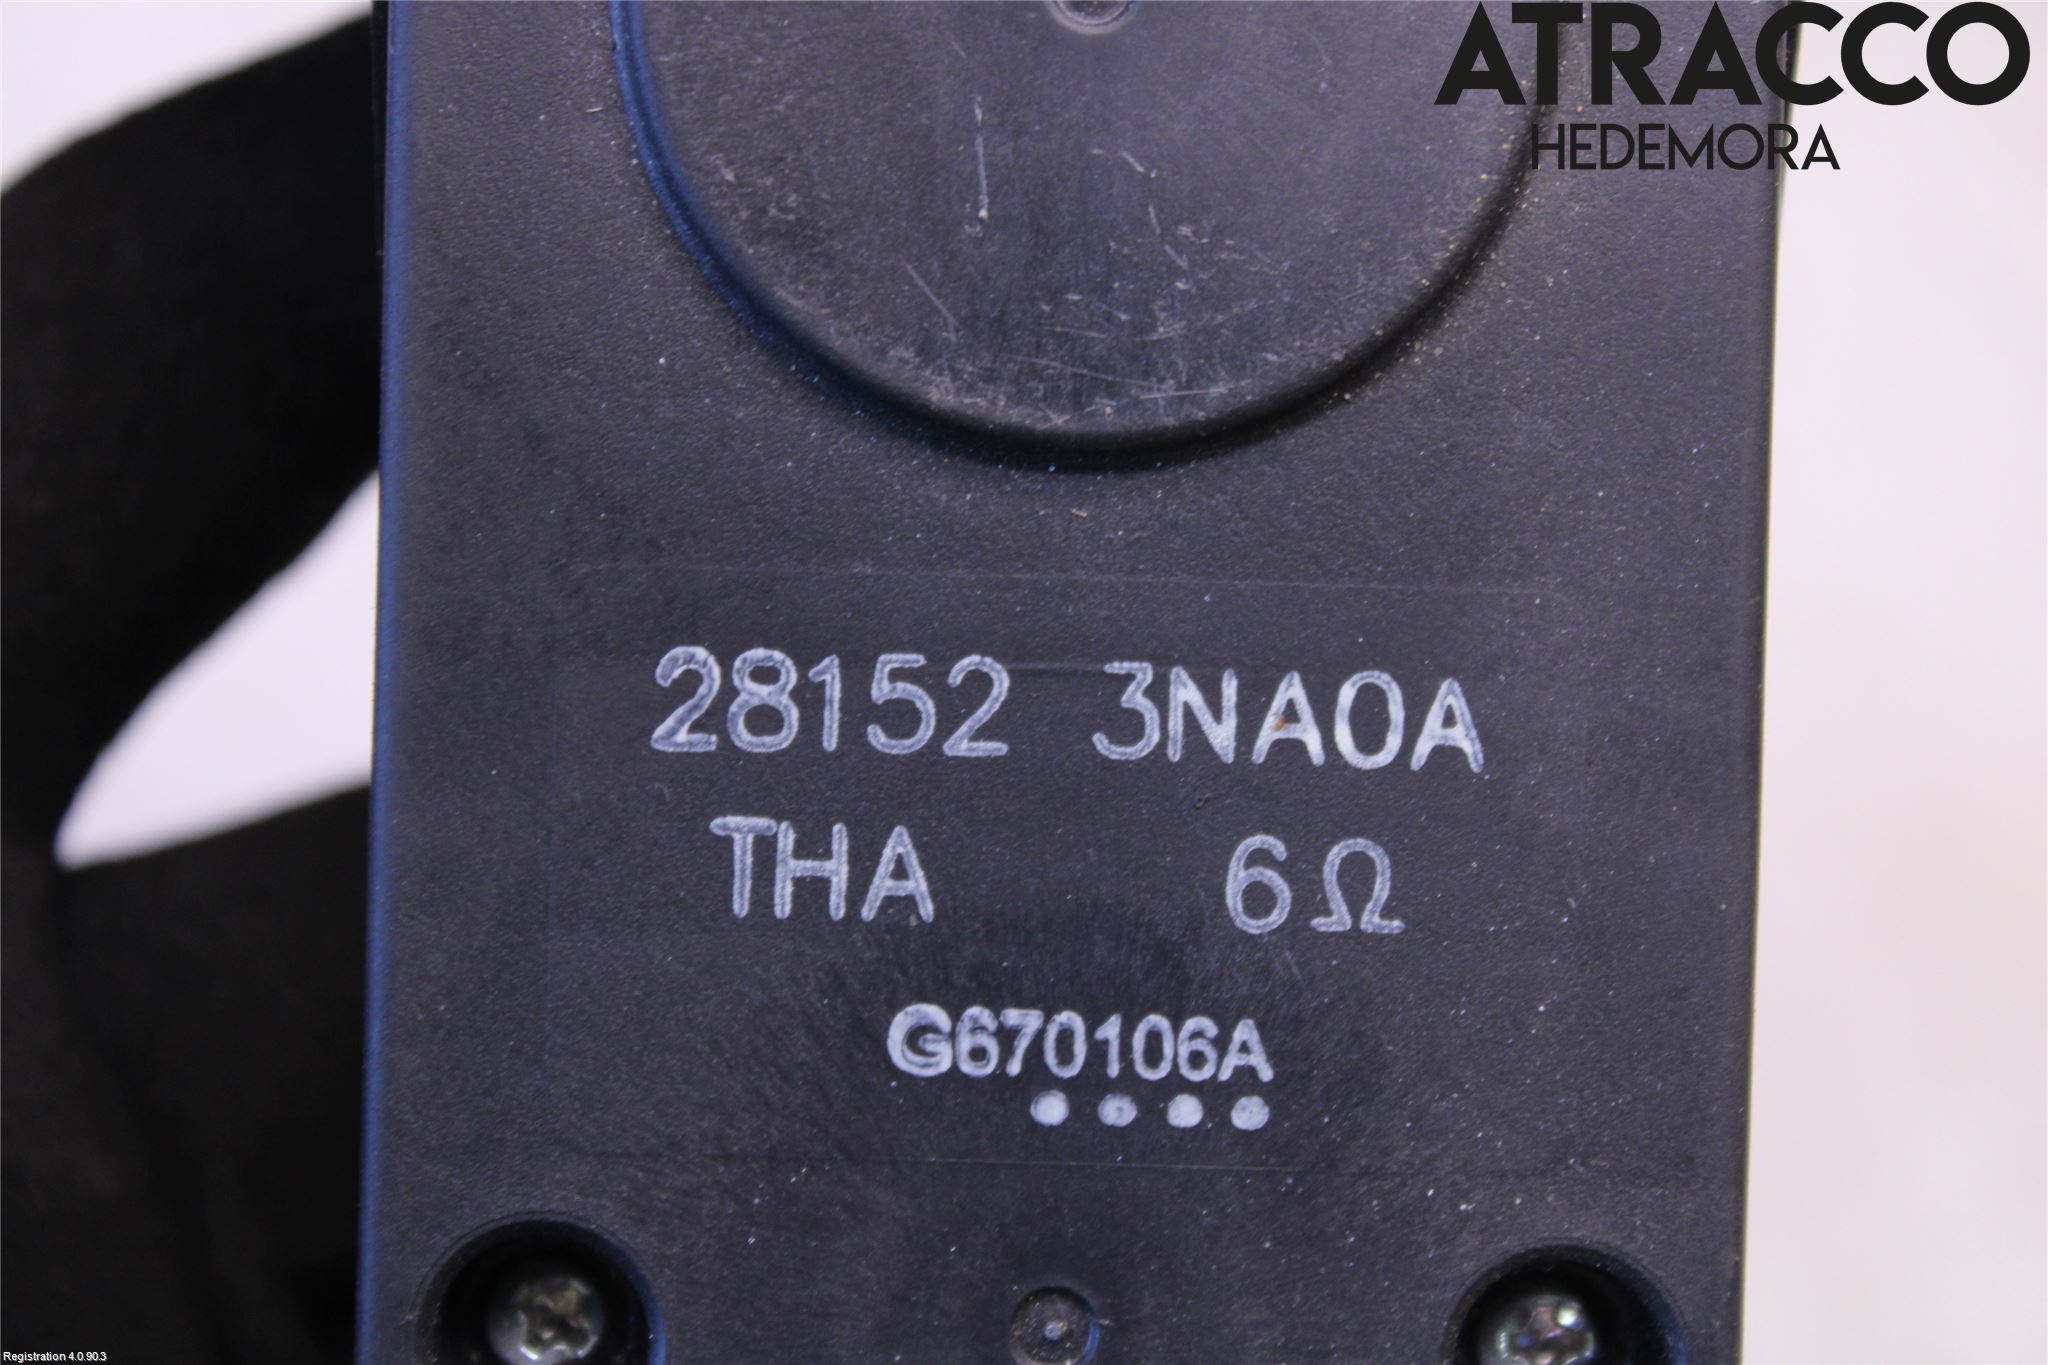 ATRACCO
HEDEMORA
28152 3NA0A
THA 6Ω
G670106A
Registration 4.0.90.3